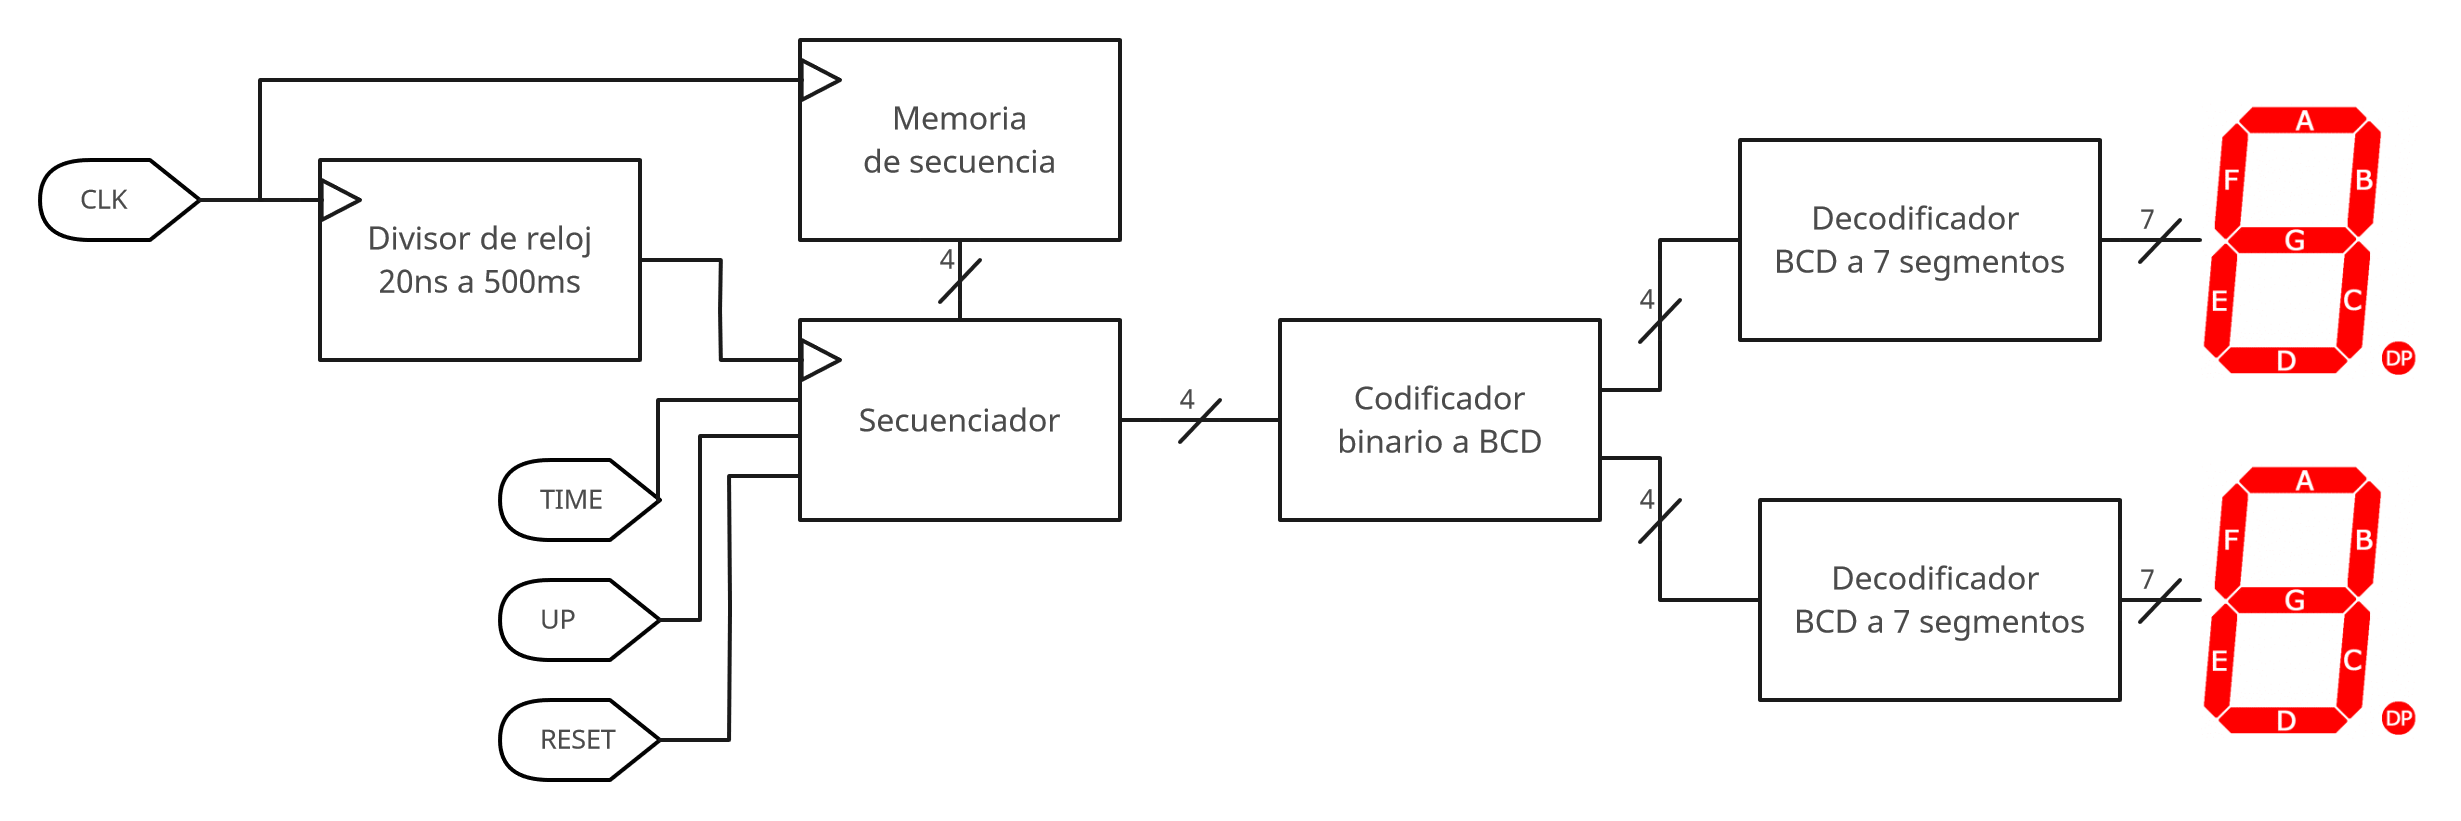 CLK
Divisor de reloj
20ns a 500ms
Memoria
de secuencia
4
Secuenciador
TIME
UP
RESET
4
Codificador
binario a BCD
4
4
Decodificador
BCD a 7 segmentos
7
A
F
B
G
E
C
D
DP
Decodificador
BCD a 7 segmentos
7
A
F
B
G
E
C
D
DP